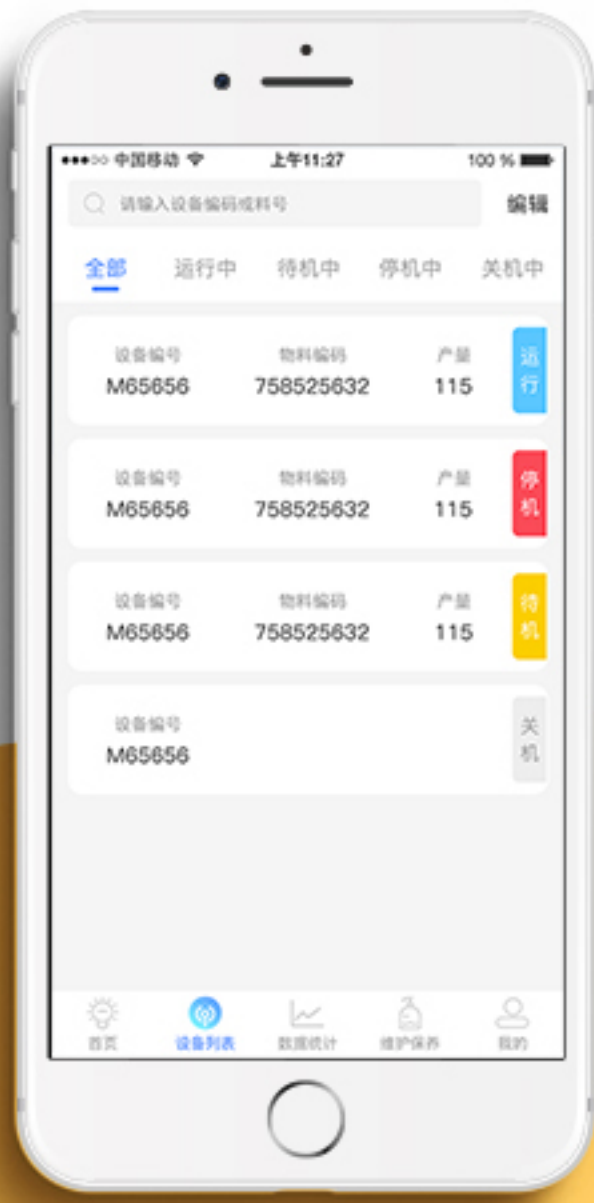 中国移动 上午11:27 100 %
请输入设备编码或料号 编辑
全部 运行中 待机中 停机中 关机中
设备编号 物料编码 产量 运行
M65656 758525632 115
设备编号 物料编码 产量 停机
M65656 758525632 115
设备编号 物料编码 产量 待机
M65656 758525632 115
设备编号 关机
M65656
首页 设备列表 数据统计 维护保养 我的